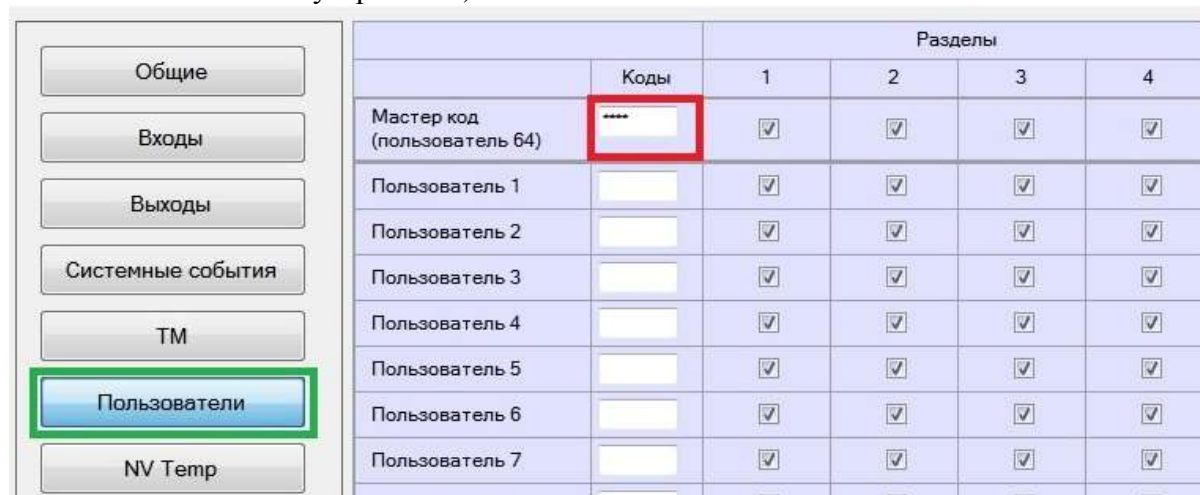 Общие
Входы
Выходы
Системные события
ТМ
Пользователи
NV Temp
Разделы
Коды 1 2 3 4
Мастер код
(пользователь 64) ****
Пользователь 1
Пользователь 2
Пользователь 3
Пользователь 4
Пользователь 5
Пользователь 6
Пользователь 7